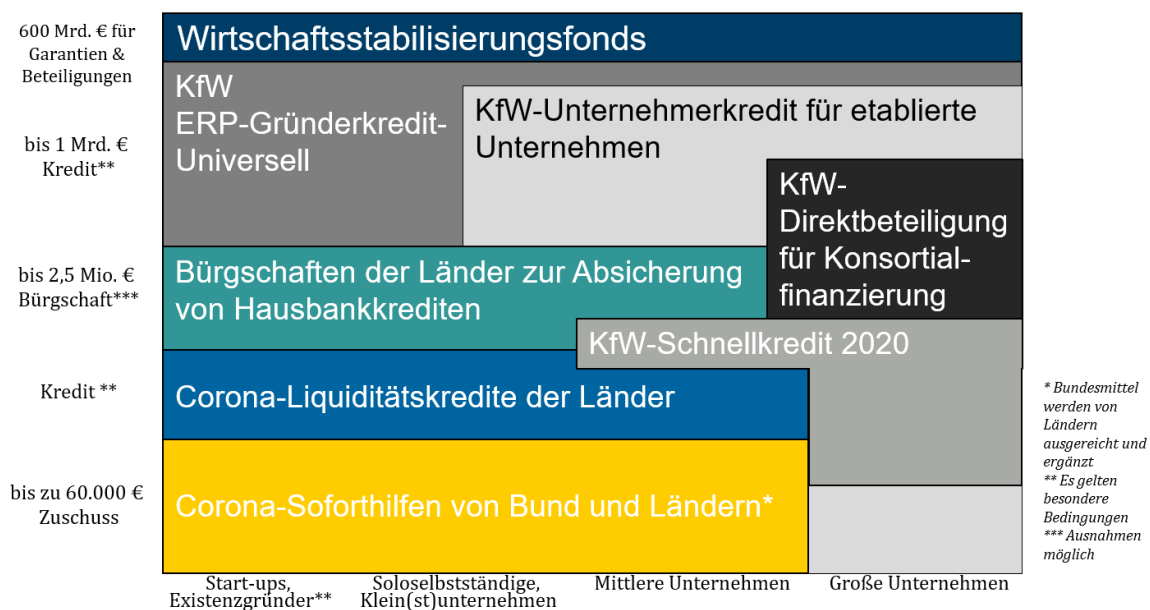 600 Mrd. € für
Garantien &
Beteiligungen
Wirtschaftsstabilisierungsfonds
KfW
ERP-Gründerkredit-
Universell
KfW-Unternehmerkredit für etablierte
Unternehmen
bis 1 Mrd. €
Kredit**
KfW-
Direktbeteiligung
für Konsortial-
finanzierung
bis 2,5 Mio. €
Bürgschaft***
Bürgschaften der Länder zur Absicherung
von Hausbankkrediten
KfW-Schnellkredit 2020
Kredit **
Corona-Liquiditätskredite der Länder
bis zu 60.000 €
Zuschuss
Corona-Soforthilfen von Bund und Ländern*
* Bundesmittel
werden von
Ländern
ausgereicht und
ergänzt
** Es gelten
besondere
Bedingungen
*** Ausnahmen
möglich
Start-ups,
Existenzgründer**
Soloselbstständige,
Klein(st)unternehmen
Mittlere Unternehmen
Große Unternehmen